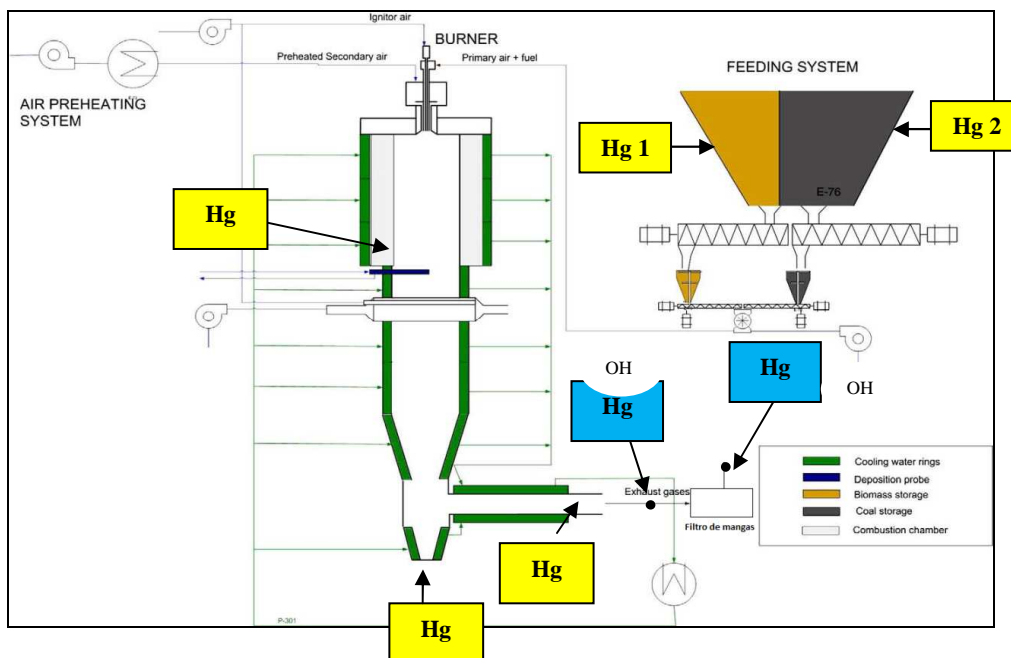 Ignitor air
BURNER
Preheated Secondary air
Primary air + fuel
FEEDING SYSTEM
AIR PREHEATING
SYSTEM
Hg 1
Hg 2
E-76
Hg
OH
Hg
Hg
OH
Exhaust gases
Filtro de mangas
Cooling water rings
Deposition probe
Biomass storage
Coal storage
Combustion chamber
Hg
P-301
Hg